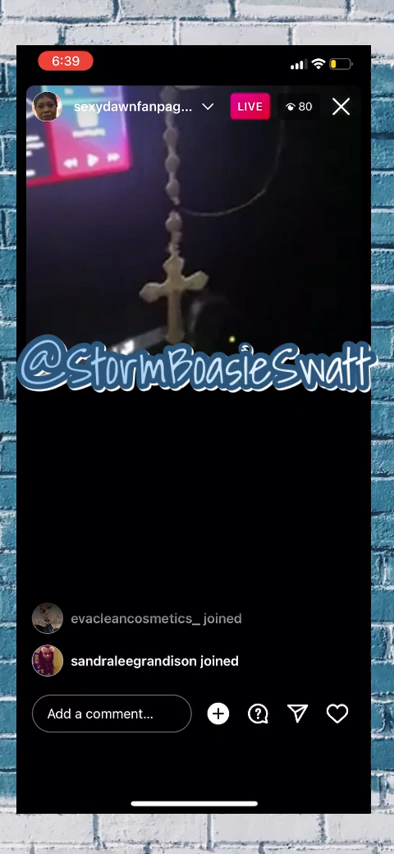 6:39
sexydawnfanpag...
LIVE
80
@StormBoasieSwatt
evacleancosmetics_ joined
sandraleegrandison joined
Add a comment...